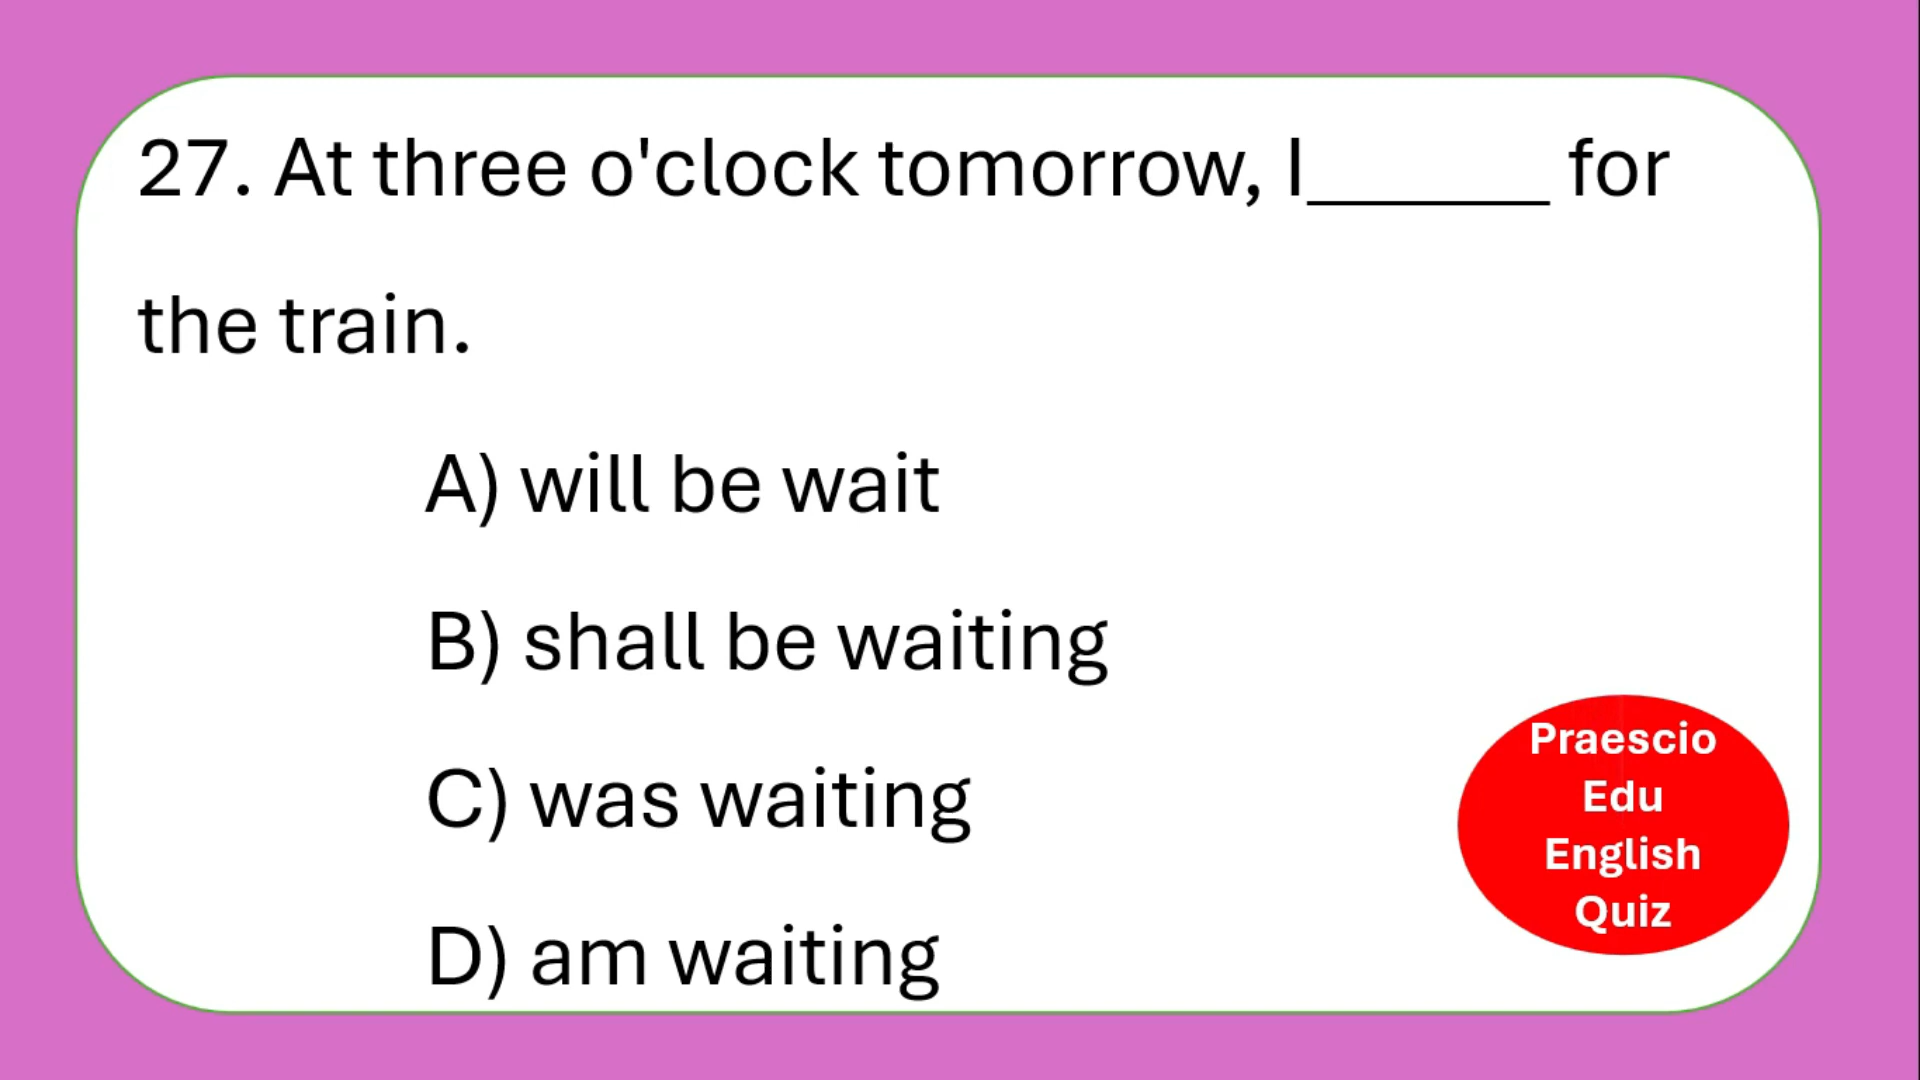 27. At three o'clock tomorrow, I______ for
the train.
A) will be wait
B) shall be waiting
C) was waiting
D) am waiting
Praescio
Edu
English
Quiz